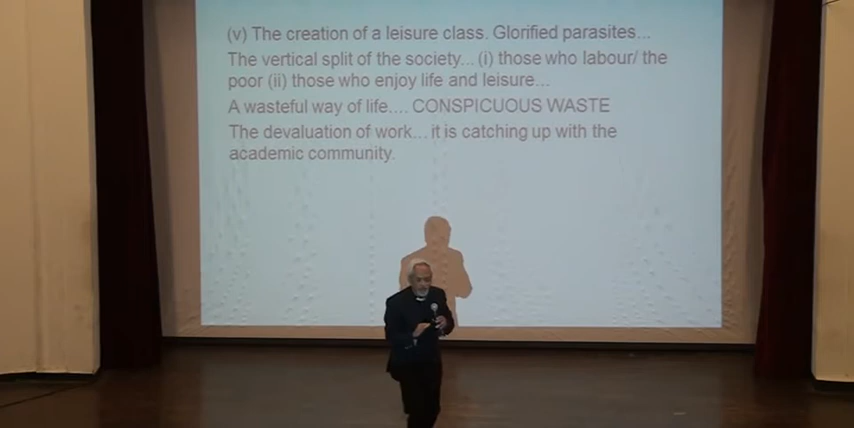 (v) The creation of a leisure class. Glorified parasites...
The vertical split of the society... (i) those who labour/ the
poor (ii) those who enjoy life and leisure...
A wasteful way of life.... CONSPICUOUS WASTE
The devaluation of work... it is catching up with the
academic community.